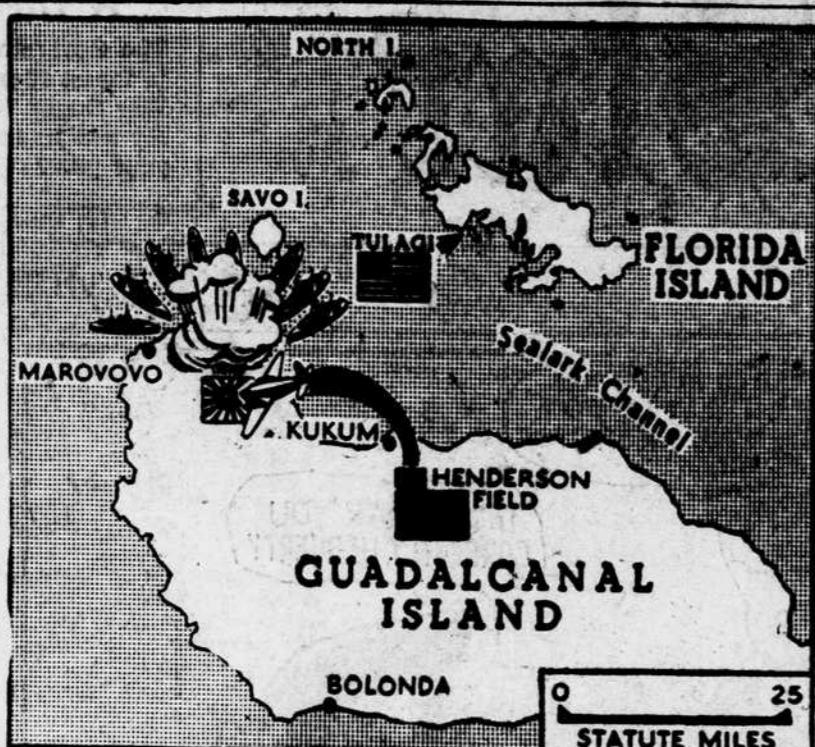 NORTH I.
SAVO I.
TULAGI
FLORIDA
ISLAND
Sealark Channel
MAROVOVO
KUKUM
HENDERSON
FIELD
GUADALCANAL
ISLAND
BOLONDA
0 25
STATUTE MILES